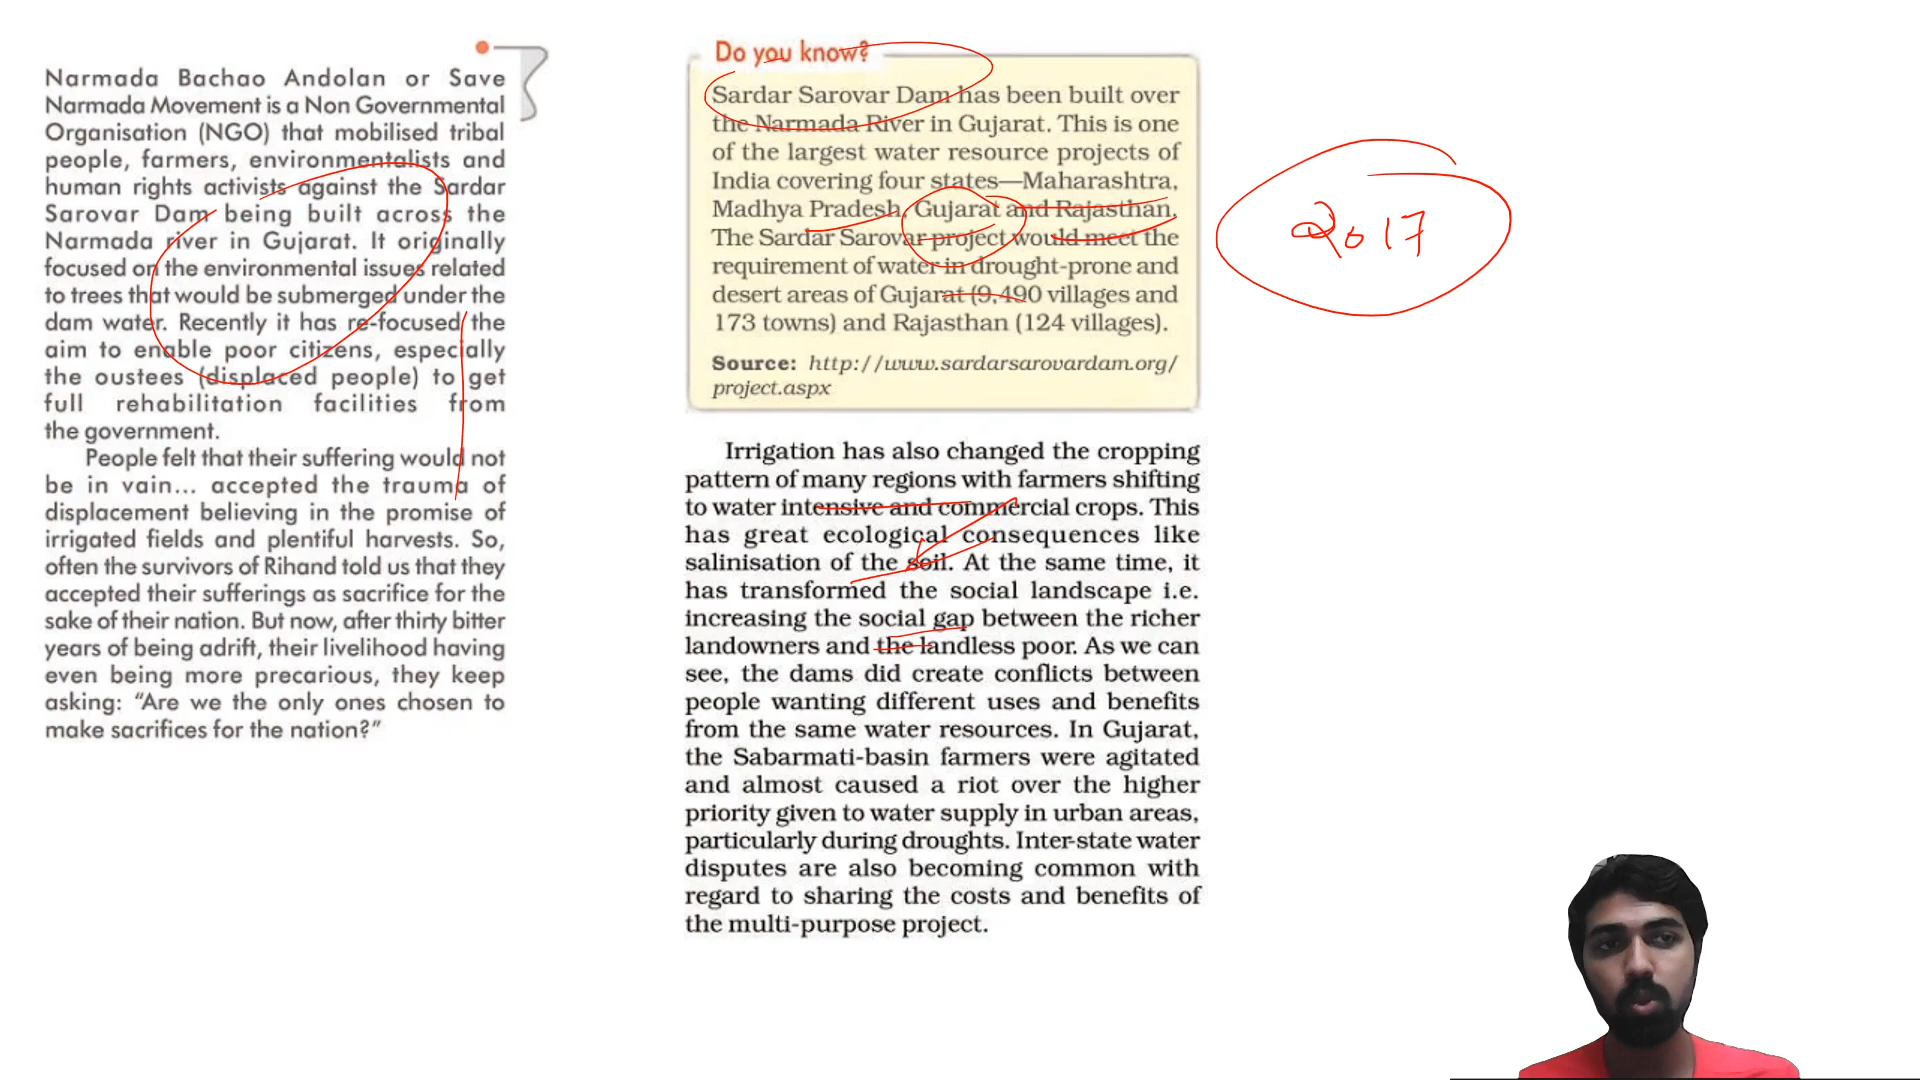 Narmada Bachao Andolan or Save
Narmada Movement is a Non Governmental
Organisation (NGO) that mobilised tribal
people, farmers, environmentalists and
human rights activists against the Sardar
Sarovar Dam being built across the
Narmada river in Gujarat. It originally
focused on the environmental issues related
to trees that would be submerged under the
dam water. Recently it has re-focused the
aim to enable poor citizens, especially
the oustees (displaced people) to get
full rehabilitation facilities from
the government.
People felt that their suffering would not
be in vain... accepted the trauma of
displacement believing in the promise of
irrigated fields and plentiful harvests. So,
often the survivors of Rihand told us that they
accepted their sufferings as sacrifice for the
sake of their nation. But now, after thirty bitter
years of being adrift, their livelihood having
even being more precarious, they keep
asking: “Are we the only ones chosen to
make sacrifices for the nation?”
Do you know?
Sardar Sarovar Dam has been built over
the Narmada River in Gujarat. This is one
of the largest water resource projects of
India covering four states—Maharashtra,
Madhya Pradesh, Gujarat and Rajasthan.
The Sardar Sarovar project would meet the
requirement of water in drought-prone and
desert areas of Gujarat (9,490 villages and
173 towns) and Rajasthan (124 villages).
Source: http://www.sardarsarovardam.org/
project.aspx
Irrigation has also changed the cropping
pattern of many regions with farmers shifting
to water intensive and commercial crops. This
has great ecological consequences like
salinisation of the soil. At the same time, it
has transformed the social landscape i.e.
increasing the social gap between the richer
landowners and the landless poor. As we can
see, the dams did create conflicts between
people wanting different uses and benefits
from the same water resources. In Gujarat,
the Sabarmati-basin farmers were agitated
and almost caused a riot over the higher
priority given to water supply in urban areas,
particularly during droughts. Inter-state water
disputes are also becoming common with
regard to sharing the costs and benefits of
the multi-purpose project.
2017